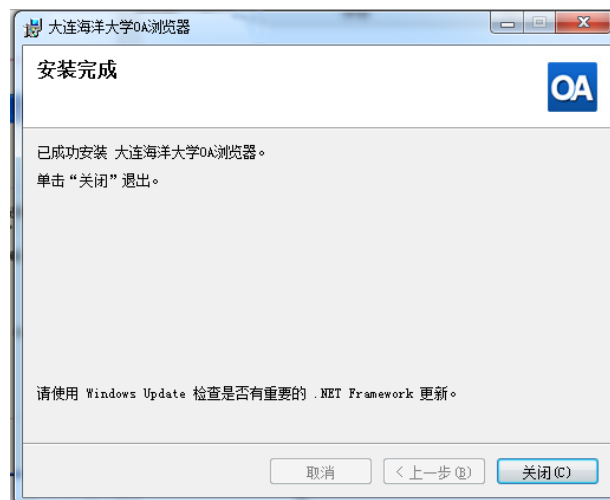 大连海洋大学OA浏览器
安装完成
OA
已成功安装 大连海洋大学OA浏览器。
单击“关闭”退出。
请使用 Windows Update 检查是否有重要的 .NET Framework 更新。
取消
<上一步(B)
关闭(C)